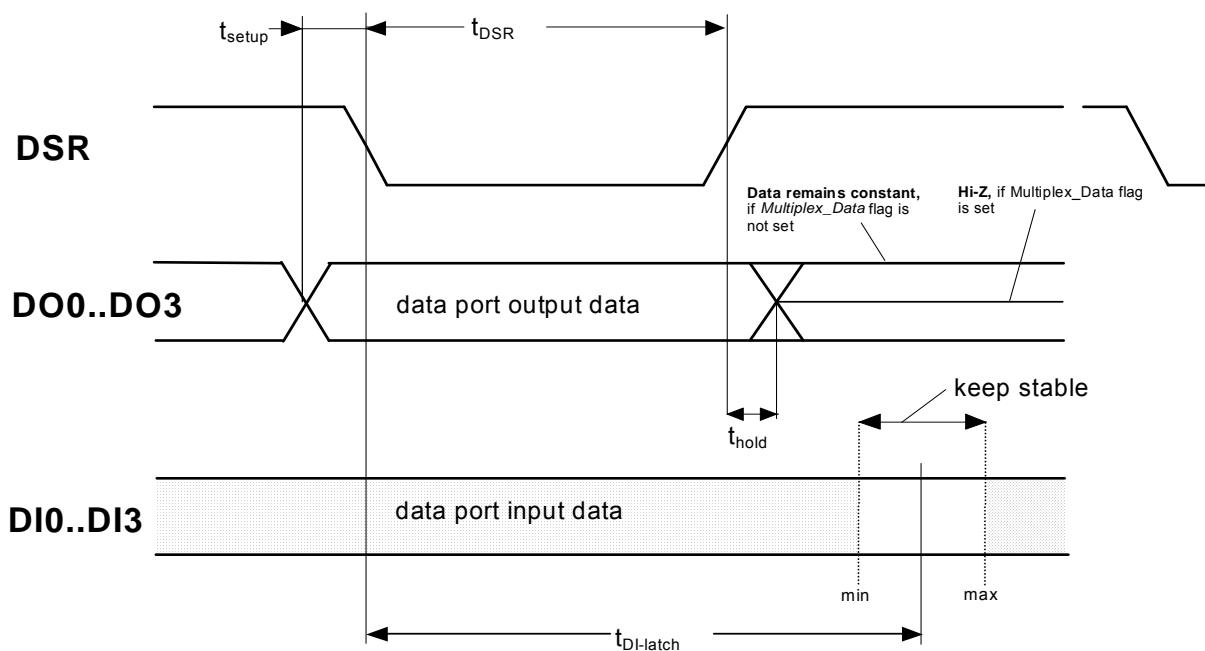 tsetup
tDSR
DSR
Data remains constant,
if Multiplex_Data flag is
not set
Hi-Z, if Multiplex_Data flag
is set
DO0..DO3
data port output data
keep stable
thold
DI0..DI3
data port input data
min
max
tDI-latch